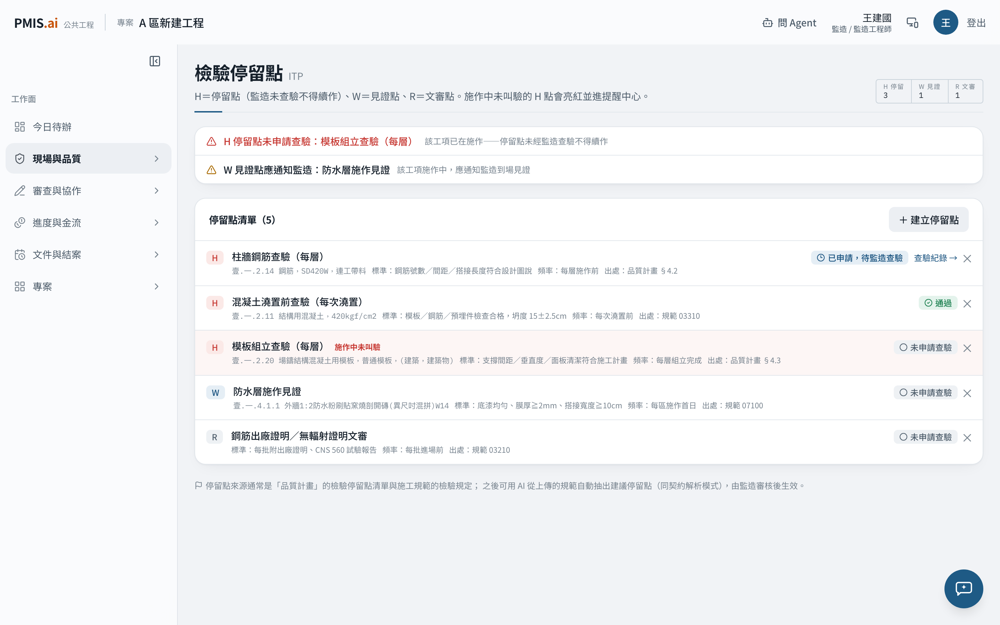 PMIS.ai 公共工程 專案 A 區新建工程
問 Agent
王建國
監造 / 監造工程師
王
登出
工作面
今日待辦
現場與品質
審查與協作
進度與金流
文件與結案
專案
檢驗停留點 ITP
H＝停留點（監造未查驗不得續作）、W＝見證點、R＝文審點。施作中未叫驗的 H 點會亮紅並進提醒中心。
H 停留 W 見證 R 文審
3 1 1
H 停留點未申請查驗：模板組立查驗（每層） 該工項已在施作──停留點未經監造查驗不得續作
W 見證點應通知監造：防水層施作見證 該工項施作中，應通知監造到場見證
停留點清單（5）
＋ 建立停留點
H 柱牆鋼筋查驗（每層） 已申請，待監造查驗 查驗紀錄 →
壹.一.2.14 鋼筋，SD420W，連工帶料 標準：鋼筋號數／間距／搭接長度符合設計圖說 頻率：每層施作前 出處：品質計畫 §4.2
H 混凝土澆置前查驗（每次澆置） 通過
壹.一.2.11 結構用混凝土，420kgf/cm2 標準：模板／鋼筋／預埋件檢查合格，坍度 15±2.5cm 頻率：每次澆置前 出處：規範 03310
H 模板組立查驗（每層） 施作中未叫驗 未申請查驗
壹.一.2.20 場鑄結構混凝土用模板，普通模板，(建築，建築物) 標準：支撐間距／垂直度／面板清潔符合施工計畫 頻率：每層組立完成 出處：品質計畫 §4.3
W 防水層施作見證 未申請查驗
壹.一.4.1.1 外牆1:2防水粉刷貼窯燒剖開磚(異尺吋混拼)W14 標準：底漆均勻、膜厚≧2mm、搭接寬度≧10cm 頻率：每區施作首日 出處：規範 07100
R 鋼筋出廠證明／無輻射證明文審 未申請查驗
標準：每批附出廠證明、CNS 560 試驗報告 頻率：每批進場前 出處：規範 03210
停留點來源通常是「品質計畫」的檢驗停留點清單與施工規範的檢驗規定； 之後可用 AI 從上傳的規範自動抽出建議停留點（同契約解析模式），由監造審核後生效。